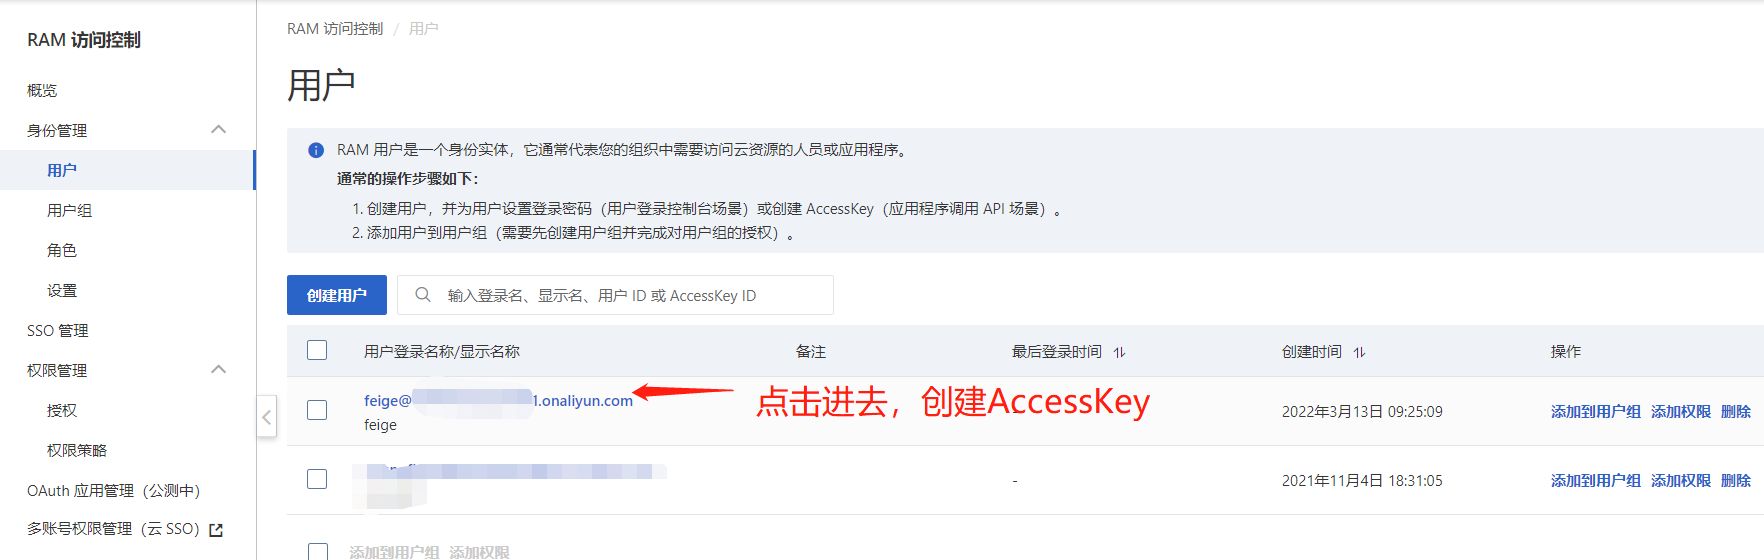 RAM 访问控制
概览
身份管理
用户
用户组
角色
设置
SSO 管理
权限管理
授权
权限策略
OAuth 应用管理（公测中）
多账号权限管理（云 SSO）
RAM 访问控制 / 用户
用户
RAM 用户是一个身份实体，它通常代表您的组织中需要访问云资源的人员或应用程序。
通常的操作步骤如下：
1. 创建用户，并为用户设置登录密码（用户登录控制台场景）或创建 AccessKey（应用程序调用 API 场景）。
2. 添加用户到用户组（需要先创建用户组并完成对用户组的授权）。
创建用户 输入登录名、显示名、用户 ID 或 AccessKey ID
用户登录名称/显示名称 备注 最后登录时间 创建时间 操作
feige@ 1.onaliyun.com 点击进去，创建AccessKey 2022年3月13日 09:25:09 添加到用户组 添加权限 删除
feige
- 2021年11月4日 18:31:05 添加到用户组 添加权限 删除
添加到用户组 添加权限